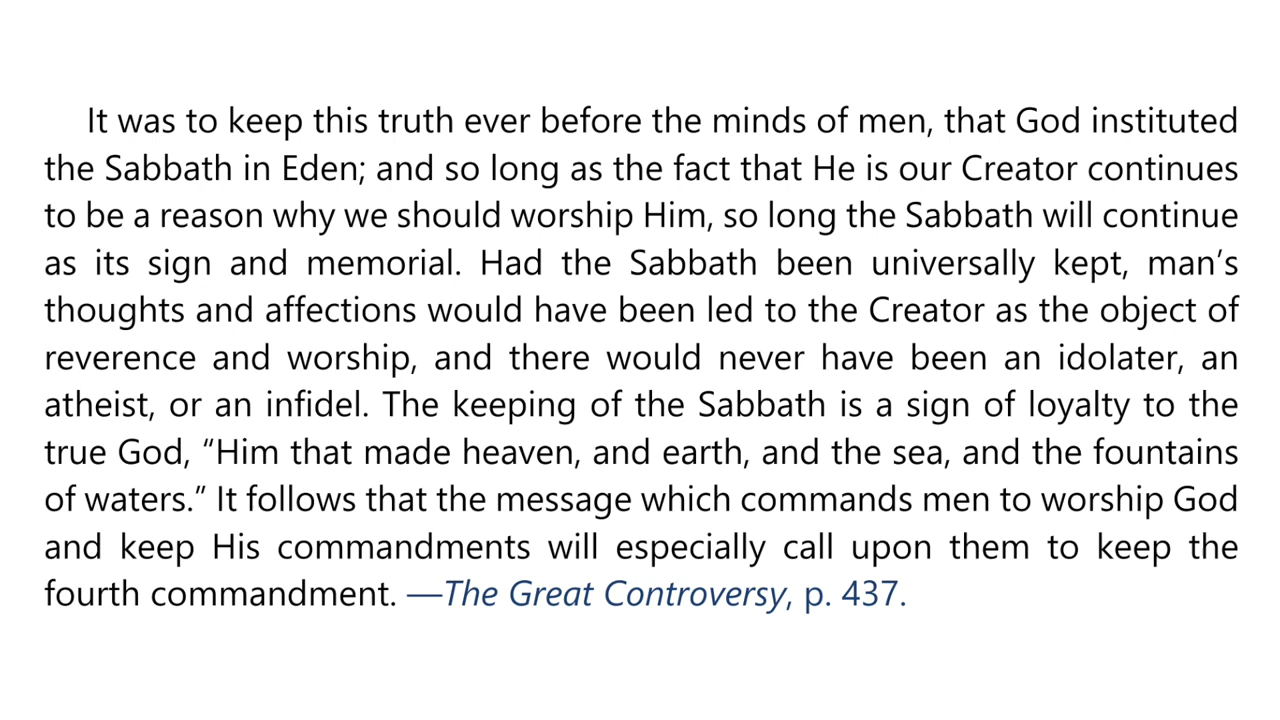 It was to keep this truth ever before the minds of men, that God instituted
the Sabbath in Eden; and so long as the fact that He is our Creator continues
to be a reason why we should worship Him, so long the Sabbath will continue
as its sign and memorial. Had the Sabbath been universally kept, man’s
thoughts and affections would have been led to the Creator as the object of
reverence and worship, and there would never have been an idolater, an
atheist, or an infidel. The keeping of the Sabbath is a sign of loyalty to the
true God, “Him that made heaven, and earth, and the sea, and the fountains
of waters.” It follows that the message which commands men to worship God
and keep His commandments will especially call upon them to keep the
fourth commandment. —The Great Controversy, p. 437.